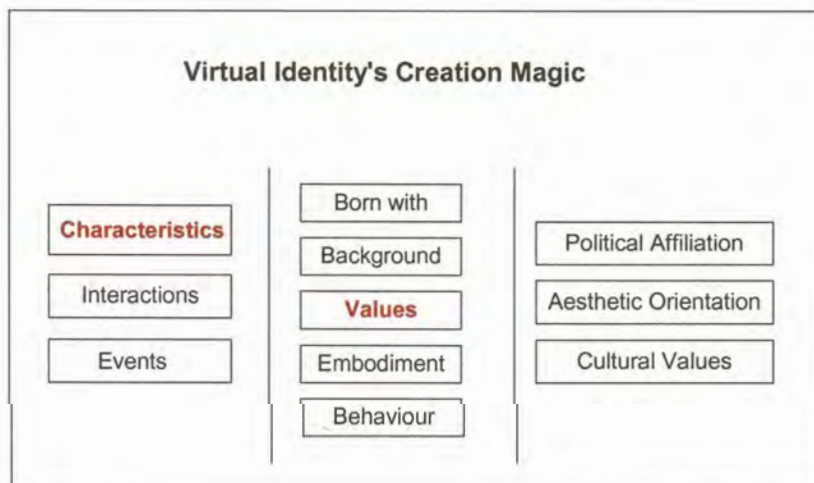 Virtual Identity's Creation Magic
Characteristics
Interactions
Events
Born with
Background
Values
Embodiment
Behaviour
Political Affiliation
Aesthetic Orientation
Cultural Values